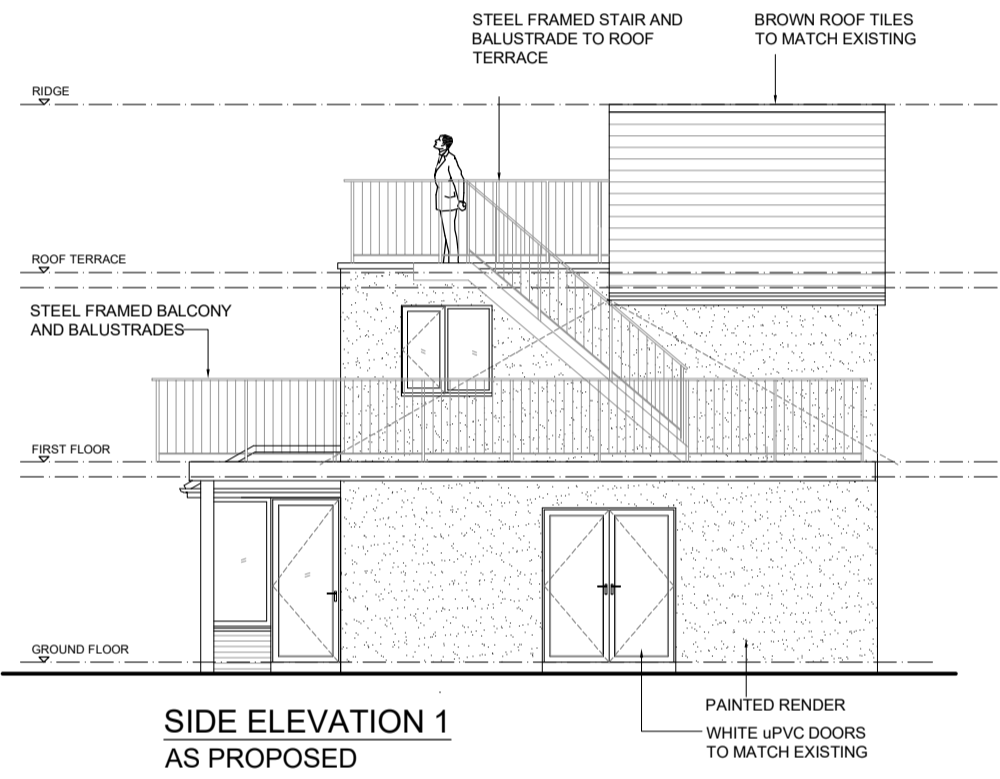 STEEL FRAMED STAIR AND
BALUSTRADE TO ROOF
TERRACE
BROWN ROOF TILES
TO MATCH EXISTING
RIDGE
ROOF TERRACE
STEEL FRAMED BALCONY
AND BALUSTRADES
FIRST FLOOR
GROUND FLOOR
PAINTED RENDER
WHITE uPVC DOORS
TO MATCH EXISTING
SIDE ELEVATION 1
AS PROPOSED